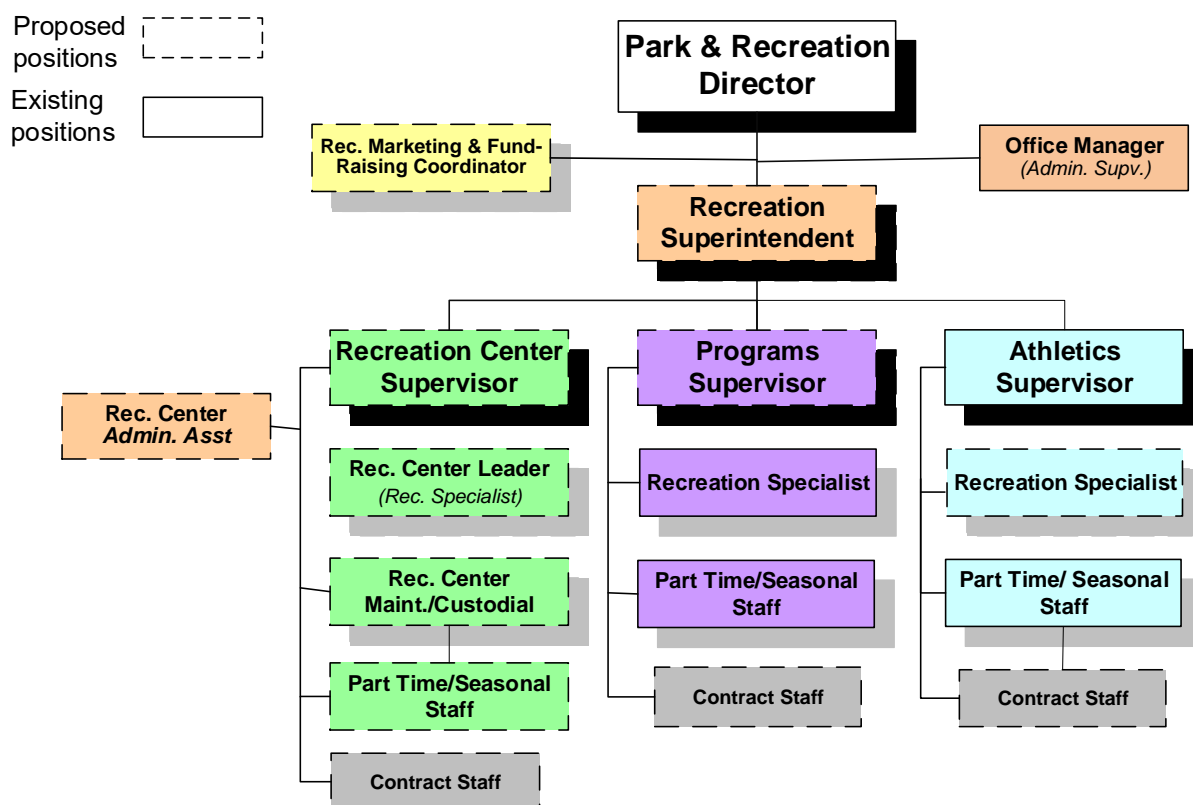 Proposed
positions
Existing
positions
Park & Recreation
Director
Rec. Marketing & Fund-
Raising Coordinator
Office Manager
(Admin. Supv.)
Recreation
Superintendent
Recreation Center
Supervisor
Programs
Supervisor
Athletics
Supervisor
Rec. Center
Admin. Asst
Rec. Center Leader
(Rec. Specialist)
Recreation Specialist
Recreation Specialist
Rec. Center
Maint./Custodial
Part Time/Seasonal
Staff
Part Time/ Seasonal
Staff
Part Time/Seasonal
Staff
Contract Staff
Contract Staff
Contract Staff